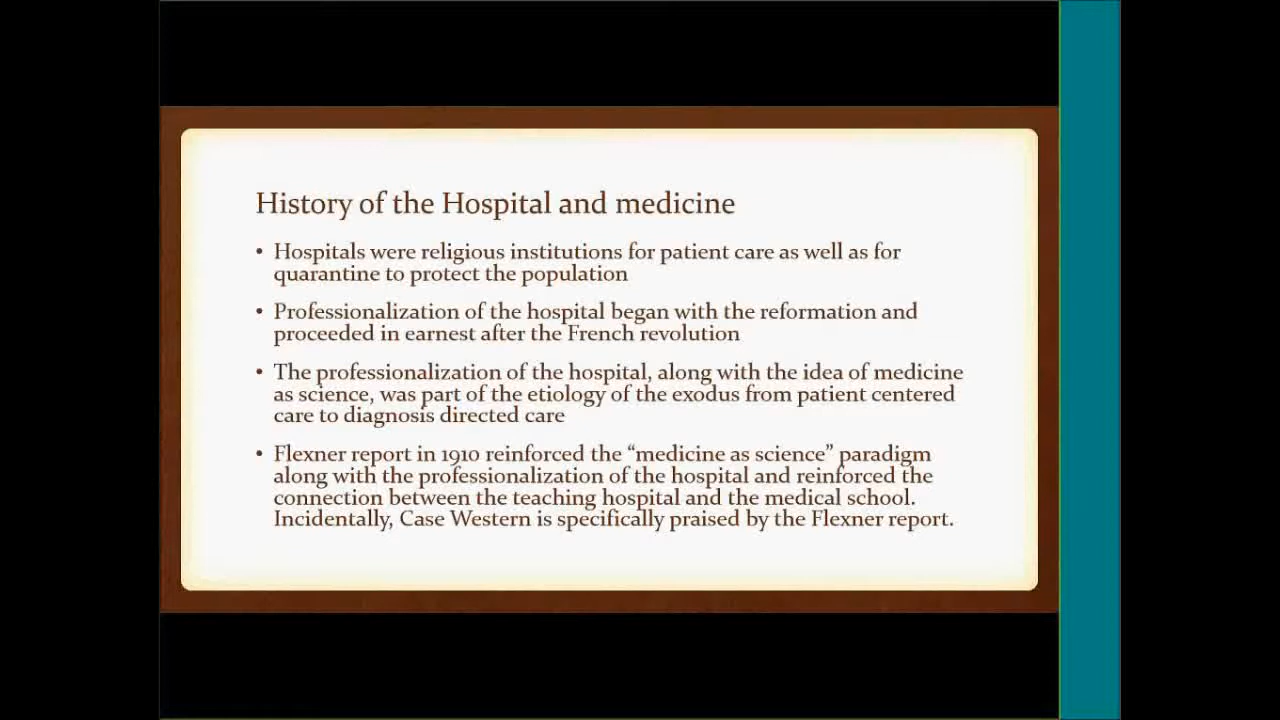 History of the Hospital and medicine
• Hospitals were religious institutions for patient care as well as for
quarantine to protect the population
• Professionalization of the hospital began with the reformation and
proceeded in earnest after the French revolution
• The professionalization of the hospital, along with the idea of medicine
as science, was part of the etiology of the exodus from patient centered
care to diagnosis directed care
• Flexner report in 1910 reinforced the “medicine as science” paradigm
along with the professionalization of the hospital and reinforced the
connection between the teaching hospital and the medical school.
Incidentally, Case Western is specifically praised by the Flexner report.